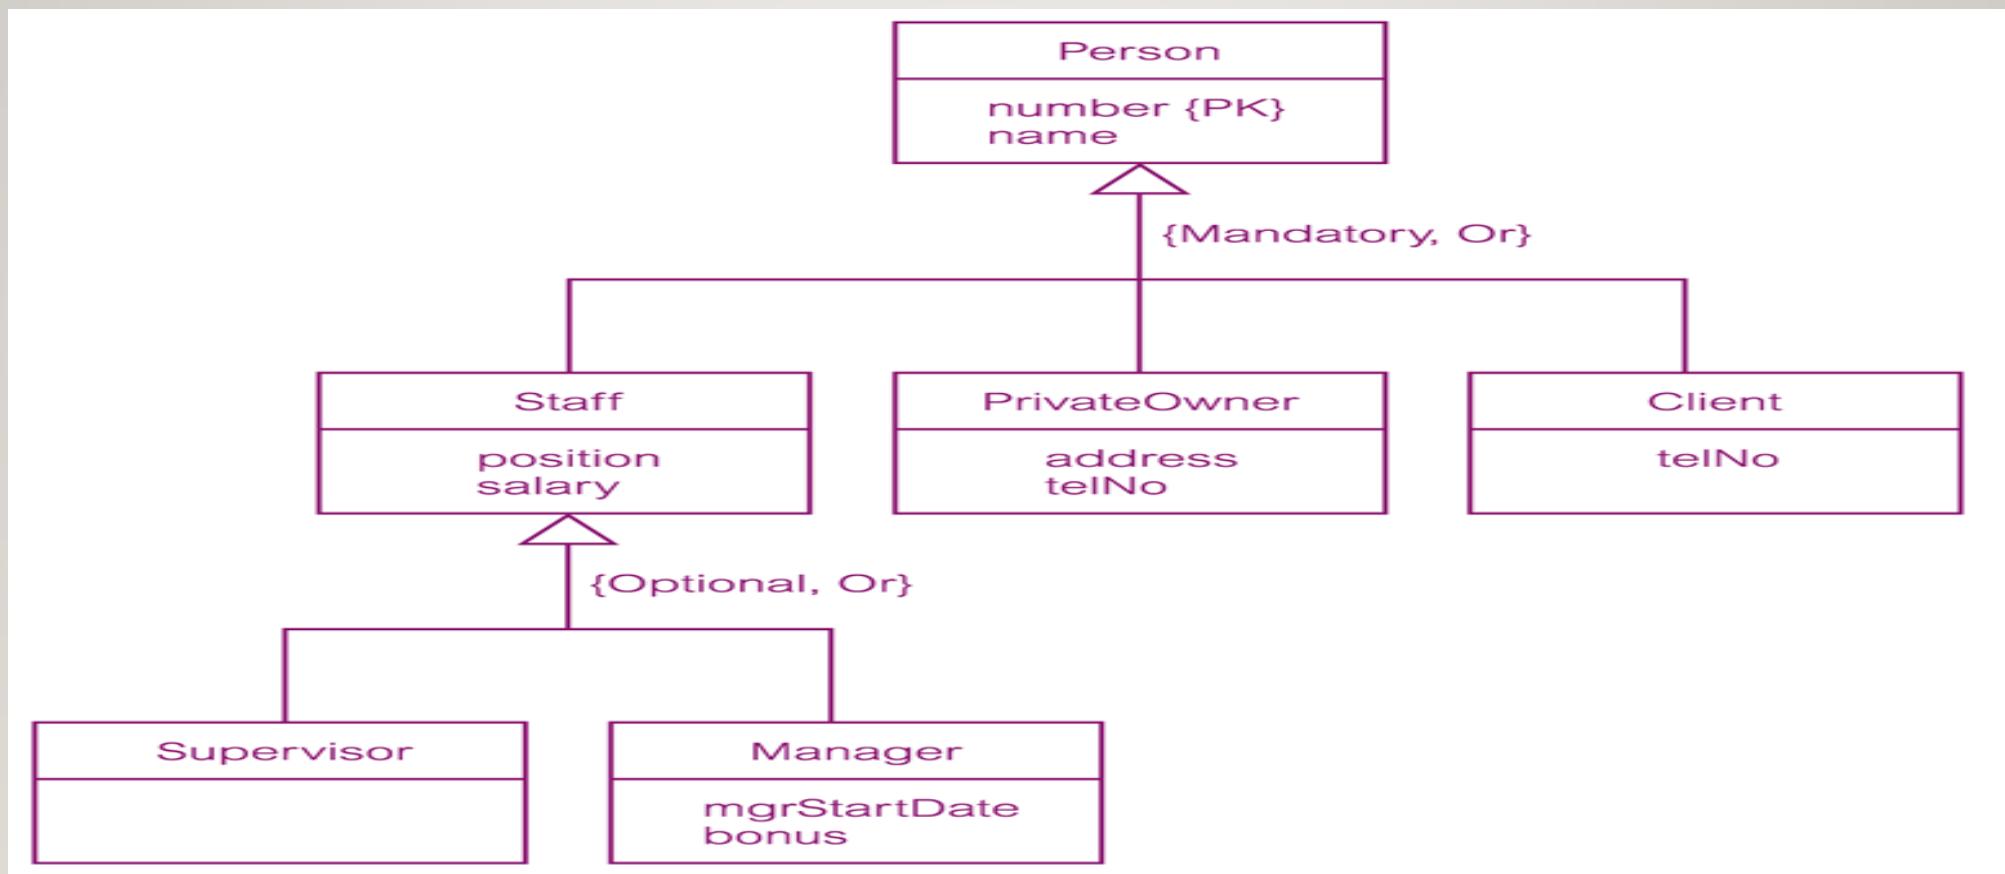 Person
number {PK}
name
{Mandatory, Or}
Staff
position
salary
PrivateOwner
address
telNo
Client
telNo
{Optional, Or}
Supervisor
Manager
mgrStartDate
bonus